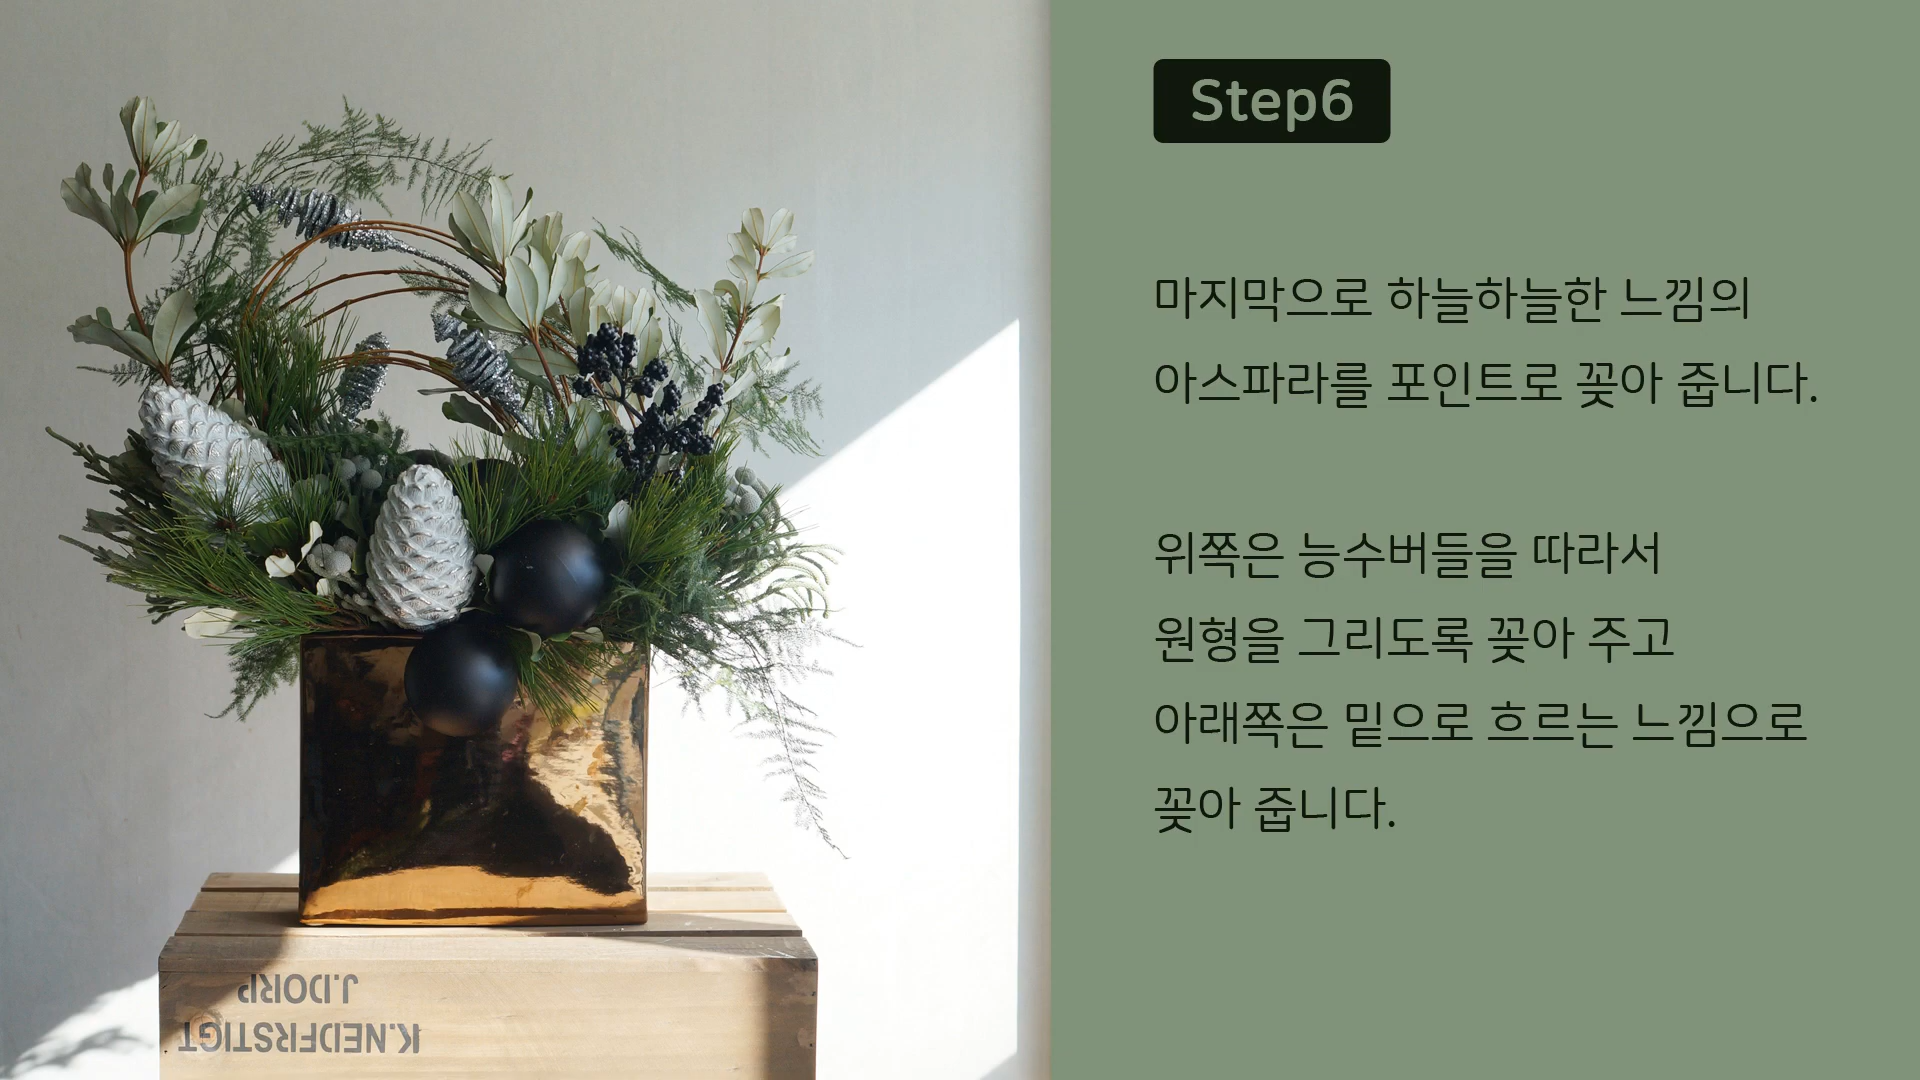 Step6
마지막으로 하늘하늘한 느낌의
아스파라를 포인트로 꽂아 줍니다.
위쪽은 능수버들을 따라서
원형을 그리도록 꽂아 주고
아래쪽은 밑으로 흐르는 느낌으로
꽂아 줍니다.
J.DORP